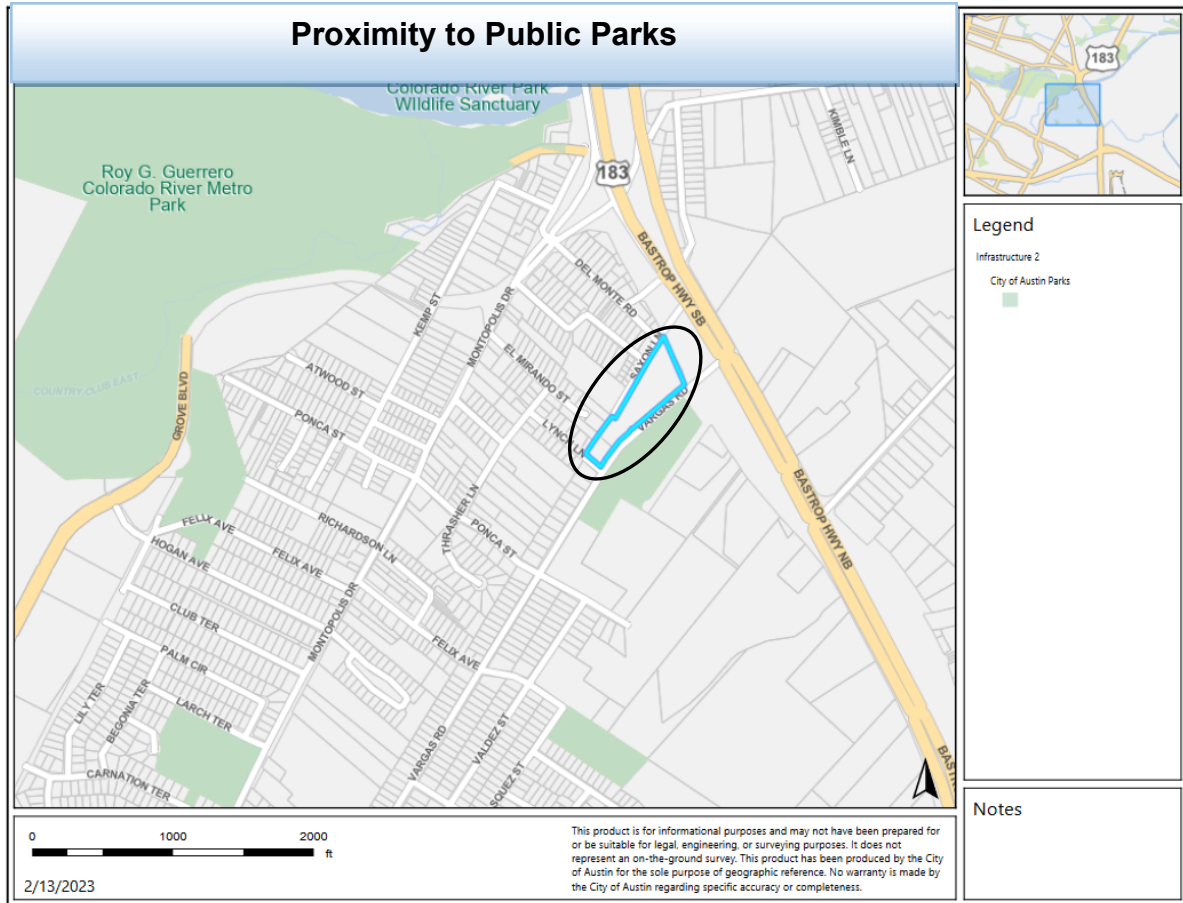 Proximity to Public Parks
Colorado River Park
WIldlife Sanctuary
Roy G. Guerrero
Colorado River Metro
Park
183
KIMBLE LN
BASTROP HWY SB
DEL MONTE RD
KEMP ST
MONTOPOLIS DR
SAXON LN
EL MIRANDO ST
VARGAS RD
LYNCH LN
ATWOOD ST
COUNTRY CLUB EAST
GROVE BLVD
PONCA ST
THRASHER LN
PONCA ST
BASTROP HWY NB
FELIX AVE
RICHARDSON LN
HOGAN AVE
FELIX AVE
CLUB TER
MONTOPOLIS DR
FELIX AVE
PALM CIR
LILY TER
BEGONIA TER
LARCH TER
VARGAS RD
VALDEZ ST
SQUEZ ST
CARNATION TER
BAST
183
Legend
Infrastructure 2
City of Austin Parks
Notes
0 1000 2000
ft
2/13/2023
This product is for informational purposes and may not have been prepared for
or be suitable for legal, engineering, or surveying purposes. It does not
represent an on-the-ground survey. This product has been produced by the City
of Austin for the sole purpose of geographic reference. No warranty is made by
the City of Austin regarding specific accuracy or completeness.